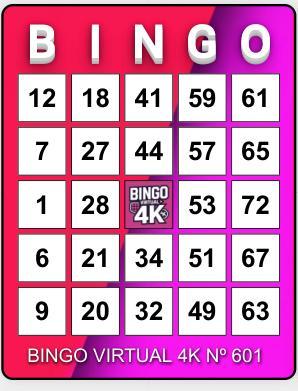 B I N G O
12 18 41 59 61
7 27 44 57 65
1 28 BINGO VIRTUAL 4K 53 72
6 21 34 51 67
9 20 32 49 63
BINGO VIRTUAL 4K Nº 601